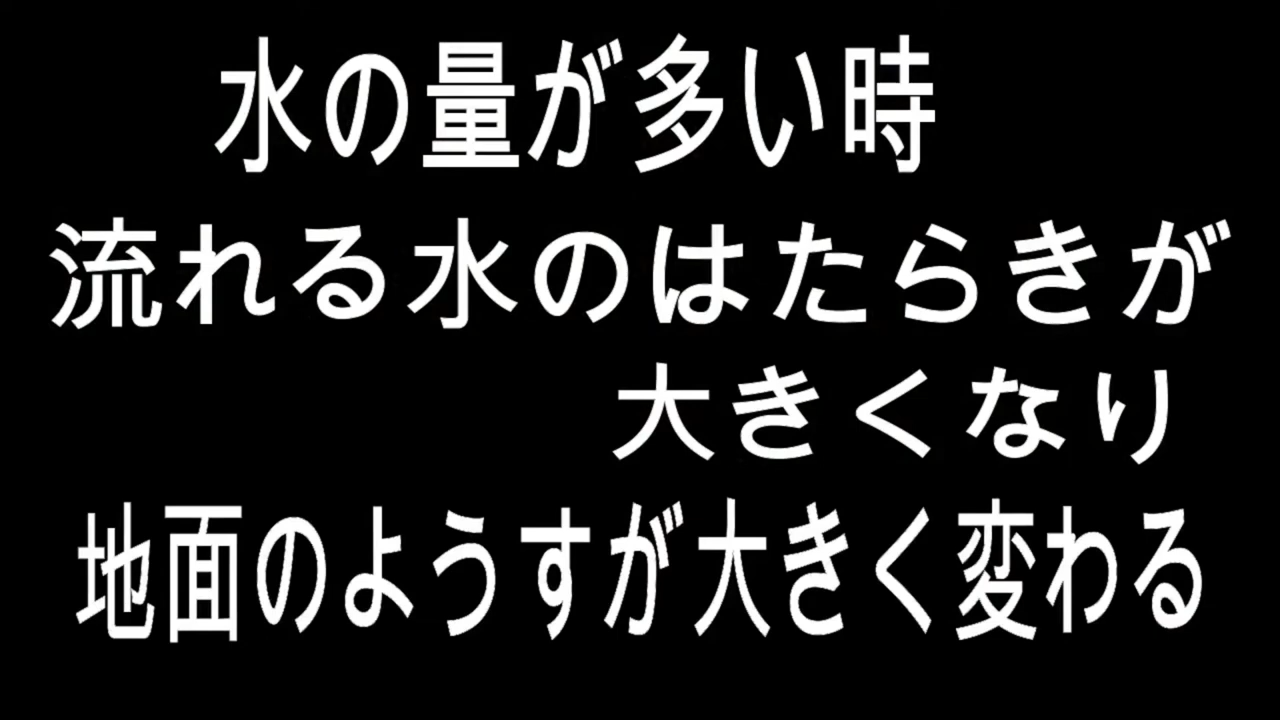 水の量が多い時
流れる水のはたらきが
大きくなり
地面のようすが大きく変わる